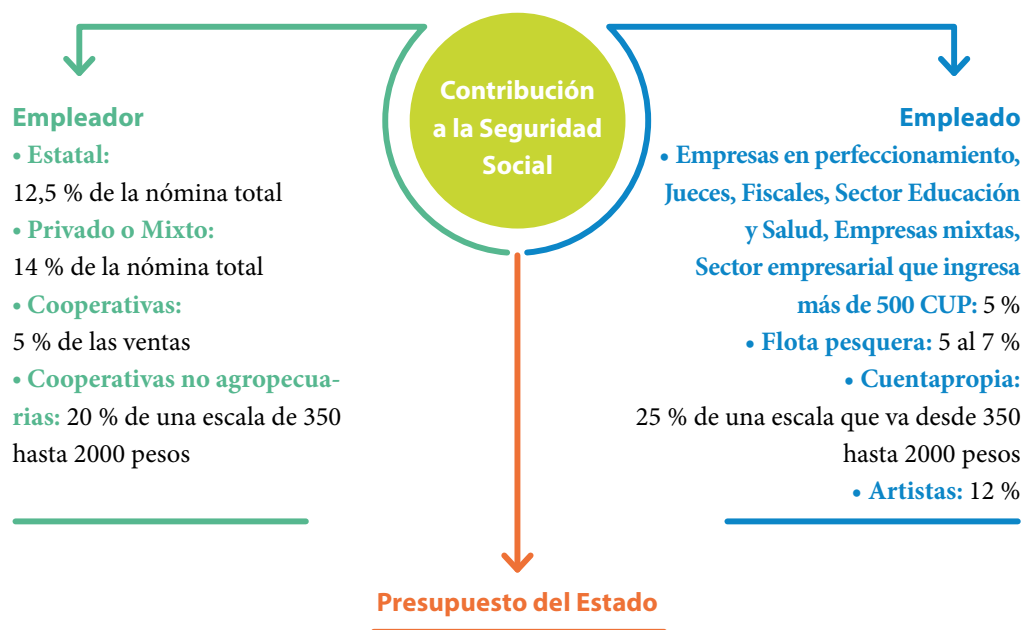 Contribución
a la Seguridad
Social
Empleador
• Estatal:
12,5 % de la nómina total
• Privado o Mixto:
14 % de la nómina total
• Cooperativas:
5 % de las ventas
• Cooperativas no agropecua-
rias: 20 % de una escala de 350
hasta 2000 pesos
Empleado
• Empresas en perfeccionamiento,
Jueces, Fiscales, Sector Educación
y Salud, Empresas mixtas,
Sector empresarial que ingresa
más de 500 CUP: 5 %
• Flota pesquera: 5 al 7 %
• Cuentapropia:
25 % de una escala que va desde 350
hasta 2000 pesos
• Artistas: 12 %
Presupuesto del Estado